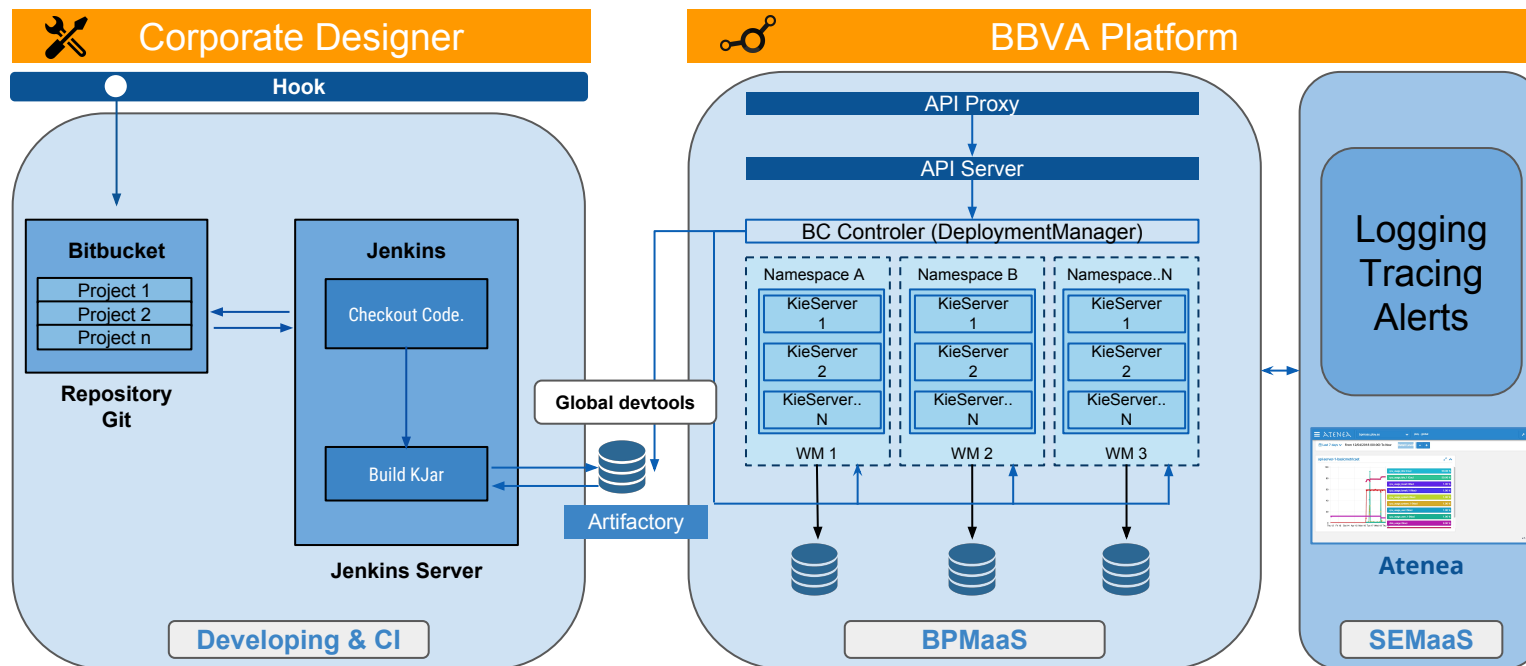 Corporate Designer
BBVA Platform
Hook
Bitbucket
Project 1
Project 2
Project n
Repository
Git
Jenkins
Checkout Code.
Build KJar
Jenkins Server
Developing & CI
Global devtools
Artifactory
API Proxy
API Server
BC Controler (DeploymentManager)
Namespace A
KieServer
1
KieServer
2
KieServer..
N
WM 1
Namespace B
KieServer
1
KieServer
2
KieServer..
N
WM 2
Namespace..N
KieServer
1
KieServer
2
KieServer..
N
WM 3
BPMaaS
Logging
Tracing
Alerts
ATENEA
Atenea
SEMaaS